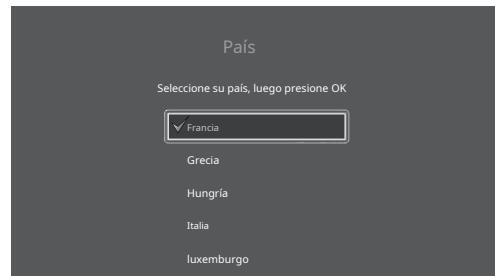 País
Seleccione su país, luego presione OK
Francia
Grecia
Hungría
Italia
luxemburgo